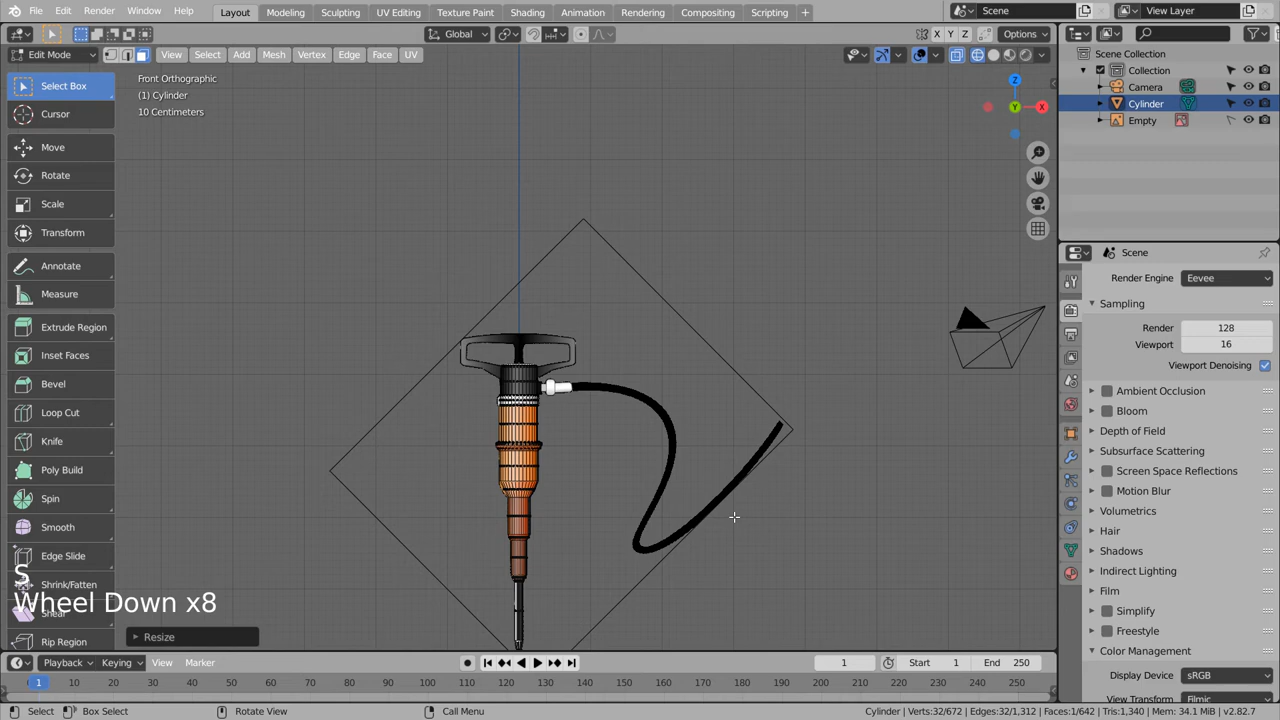 File Edit Render Window Help Layout Modeling Sculpting UV Editing Texture Paint Shading Animation Rendering Compositing Scripting + Scene View Layer
Global X Y Z Options
Edit Mode View Select Add Mesh Vertex Edge Face UV
Select Box
Cursor
Move
Rotate
Scale
Transform
Annotate
Measure
Extrude Region
Inset Faces
Bevel
Loop Cut
Knife
Poly Build
Spin
Smooth
Edge Slide
Shrink/Fatten
Shear
Rip Region
Front Orthographic
(1) Cylinder
10 Centimeters
Z
Y
X
S
Wheel Down x8
Resize
Scene Collection
Collection
Camera
Cylinder
Empty
Scene
Render Engine Eevee
Sampling
Render 128
Viewport 16
Viewport Denoising
Ambient Occlusion
Bloom
Depth of Field
Subsurface Scattering
Screen Space Reflections
Motion Blur
Volumetrics
Hair
Shadows
Indirect Lighting
Film
Simplify
Freestyle
Color Management
Display Device sRGB
View Transform Filmic
Playback Keying View Marker 1 Start 1 End 250
1 10 20 30 40 50 60 70 80 90 100 110 120 130 140 150 160 170 180 190 200 210 220 230 240 250
Select Box Select Rotate View Call Menu Cylinder | Verts:32/672 | Edges:32/1,312 | Faces:1/642 | Tris:1,340 | Mem: 34.1 MiB | v2.82.7